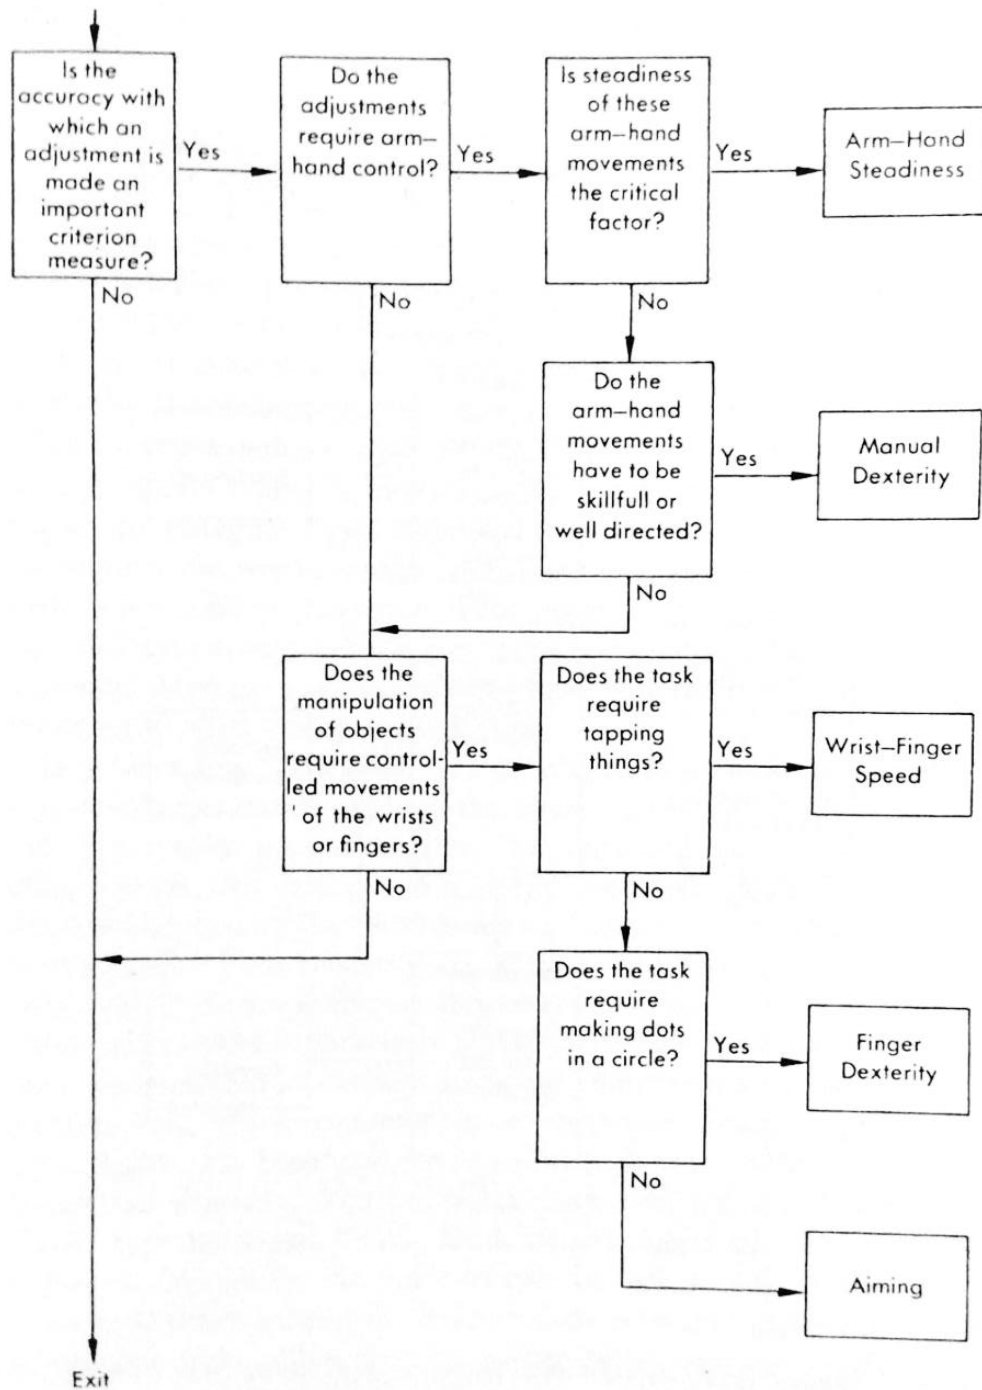 Is the
accuracy with
which an
adjustment is
made an
important
criterion
measure?
Yes
No
Do the
adjustments
require arm–
hand control?
Yes
No
Is steadiness
of these
arm–hand
movements
the critical
factor?
Yes
No
Arm–Hand
Steadiness
Do the
arm–hand
movements
have to be
skillfull or
well directed?
Yes
No
Manual
Dexterity
Does the
manipulation
of objects
require control-
led movements
of the wrists
or fingers?
Yes
No
Does the task
require
tapping
things?
Yes
No
Wrist–Finger
Speed
Does the task
require
making dots
in a circle?
Yes
No
Finger
Dexterity
Aiming
Exit